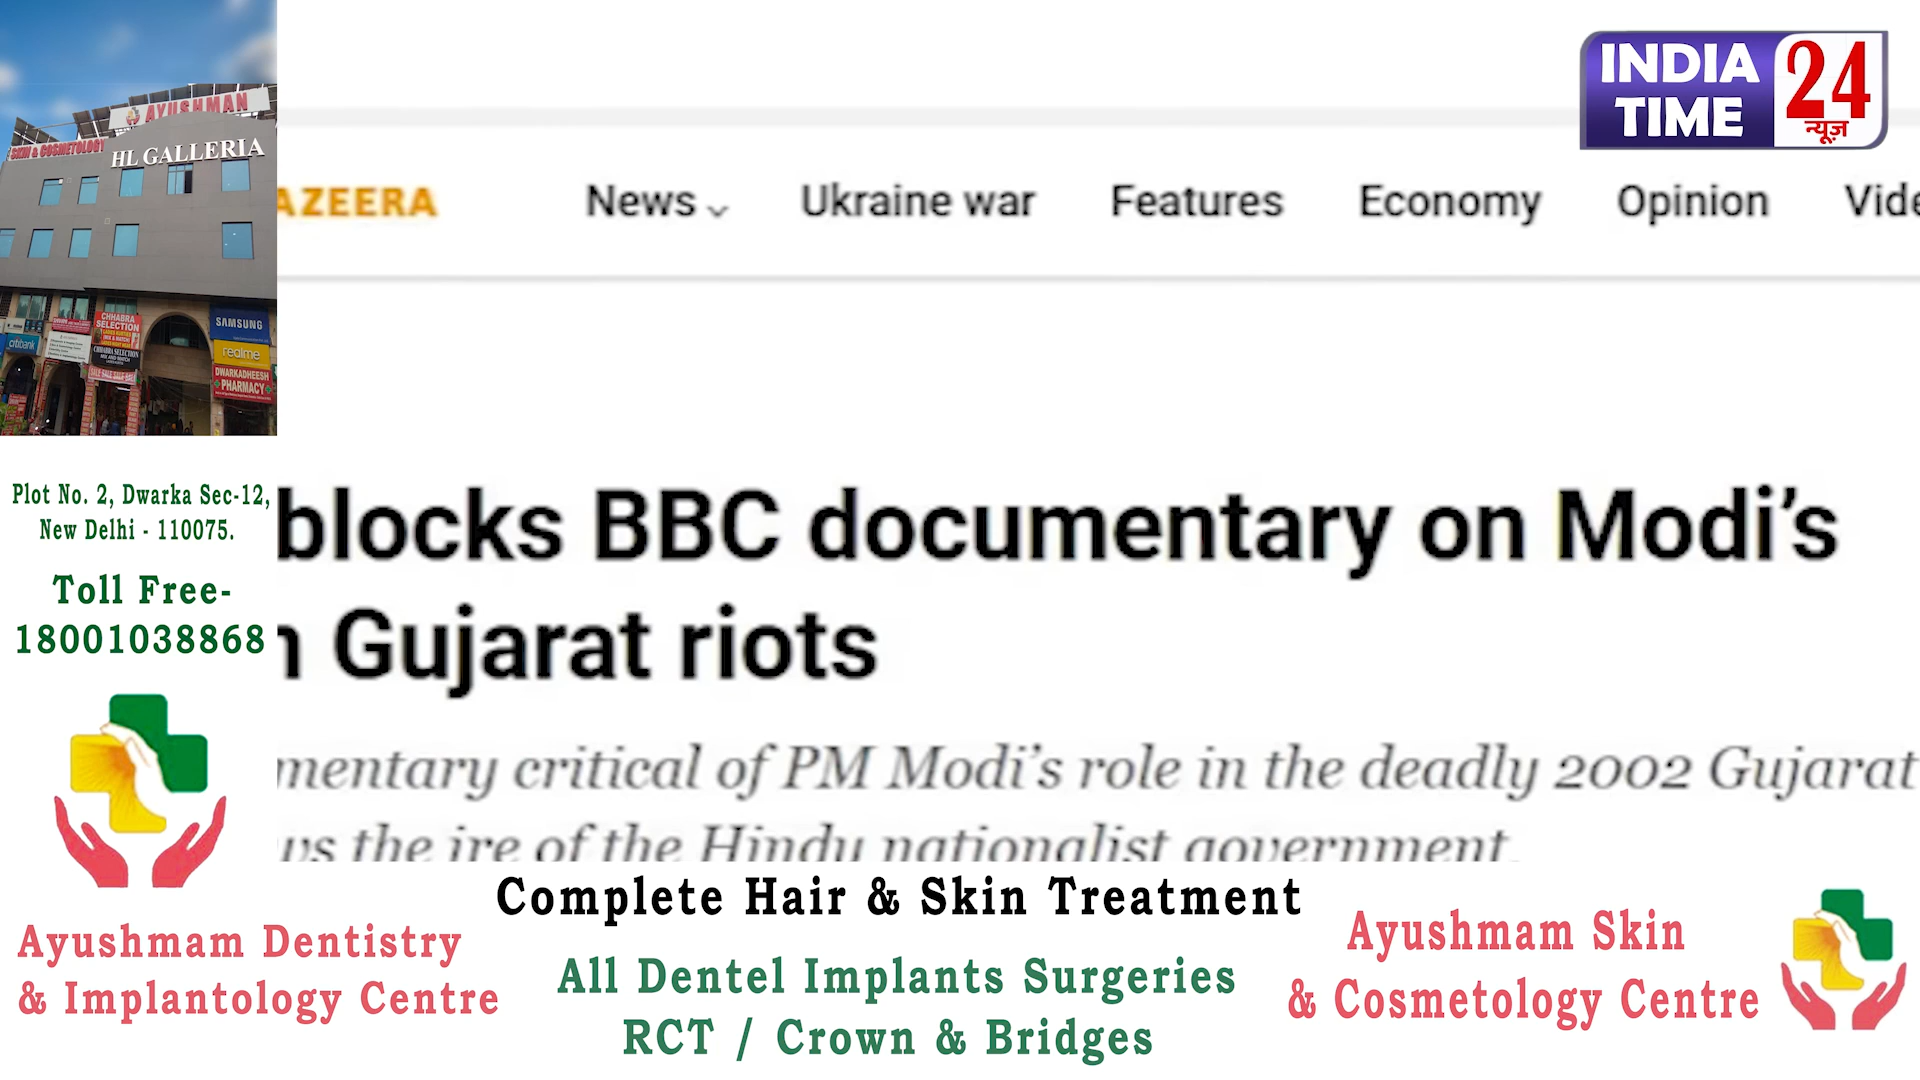 INDIA
TIME
24
न्यूज़
AYUSHMAN
SKIN & COSMETOLOGY
HL GALLERIA
AZEERA
News
Ukraine war
Features
Economy
Opinion
CHHABRA
SELECTION
SAMSUNG
citibank
realme
CHHABRA SELECTION
DWARKADHEESH
PHARMACY
Plot No. 2, Dwarka Sec-12,
New Delhi - 110075.
Toll Free-
18001038868
blocks BBC documentary on Modi’s
Gujarat riots
mentary critical of PM Modi’s role in the deadly 2002 Gujarat
the ire of the Hindu nationalist government.
Complete Hair & Skin Treatment
All Dentel Implants Surgeries
RCT / Crown & Bridges
Ayushmam Dentistry
& Implantology Centre
Ayushmam Skin
& Cosmetology Centre